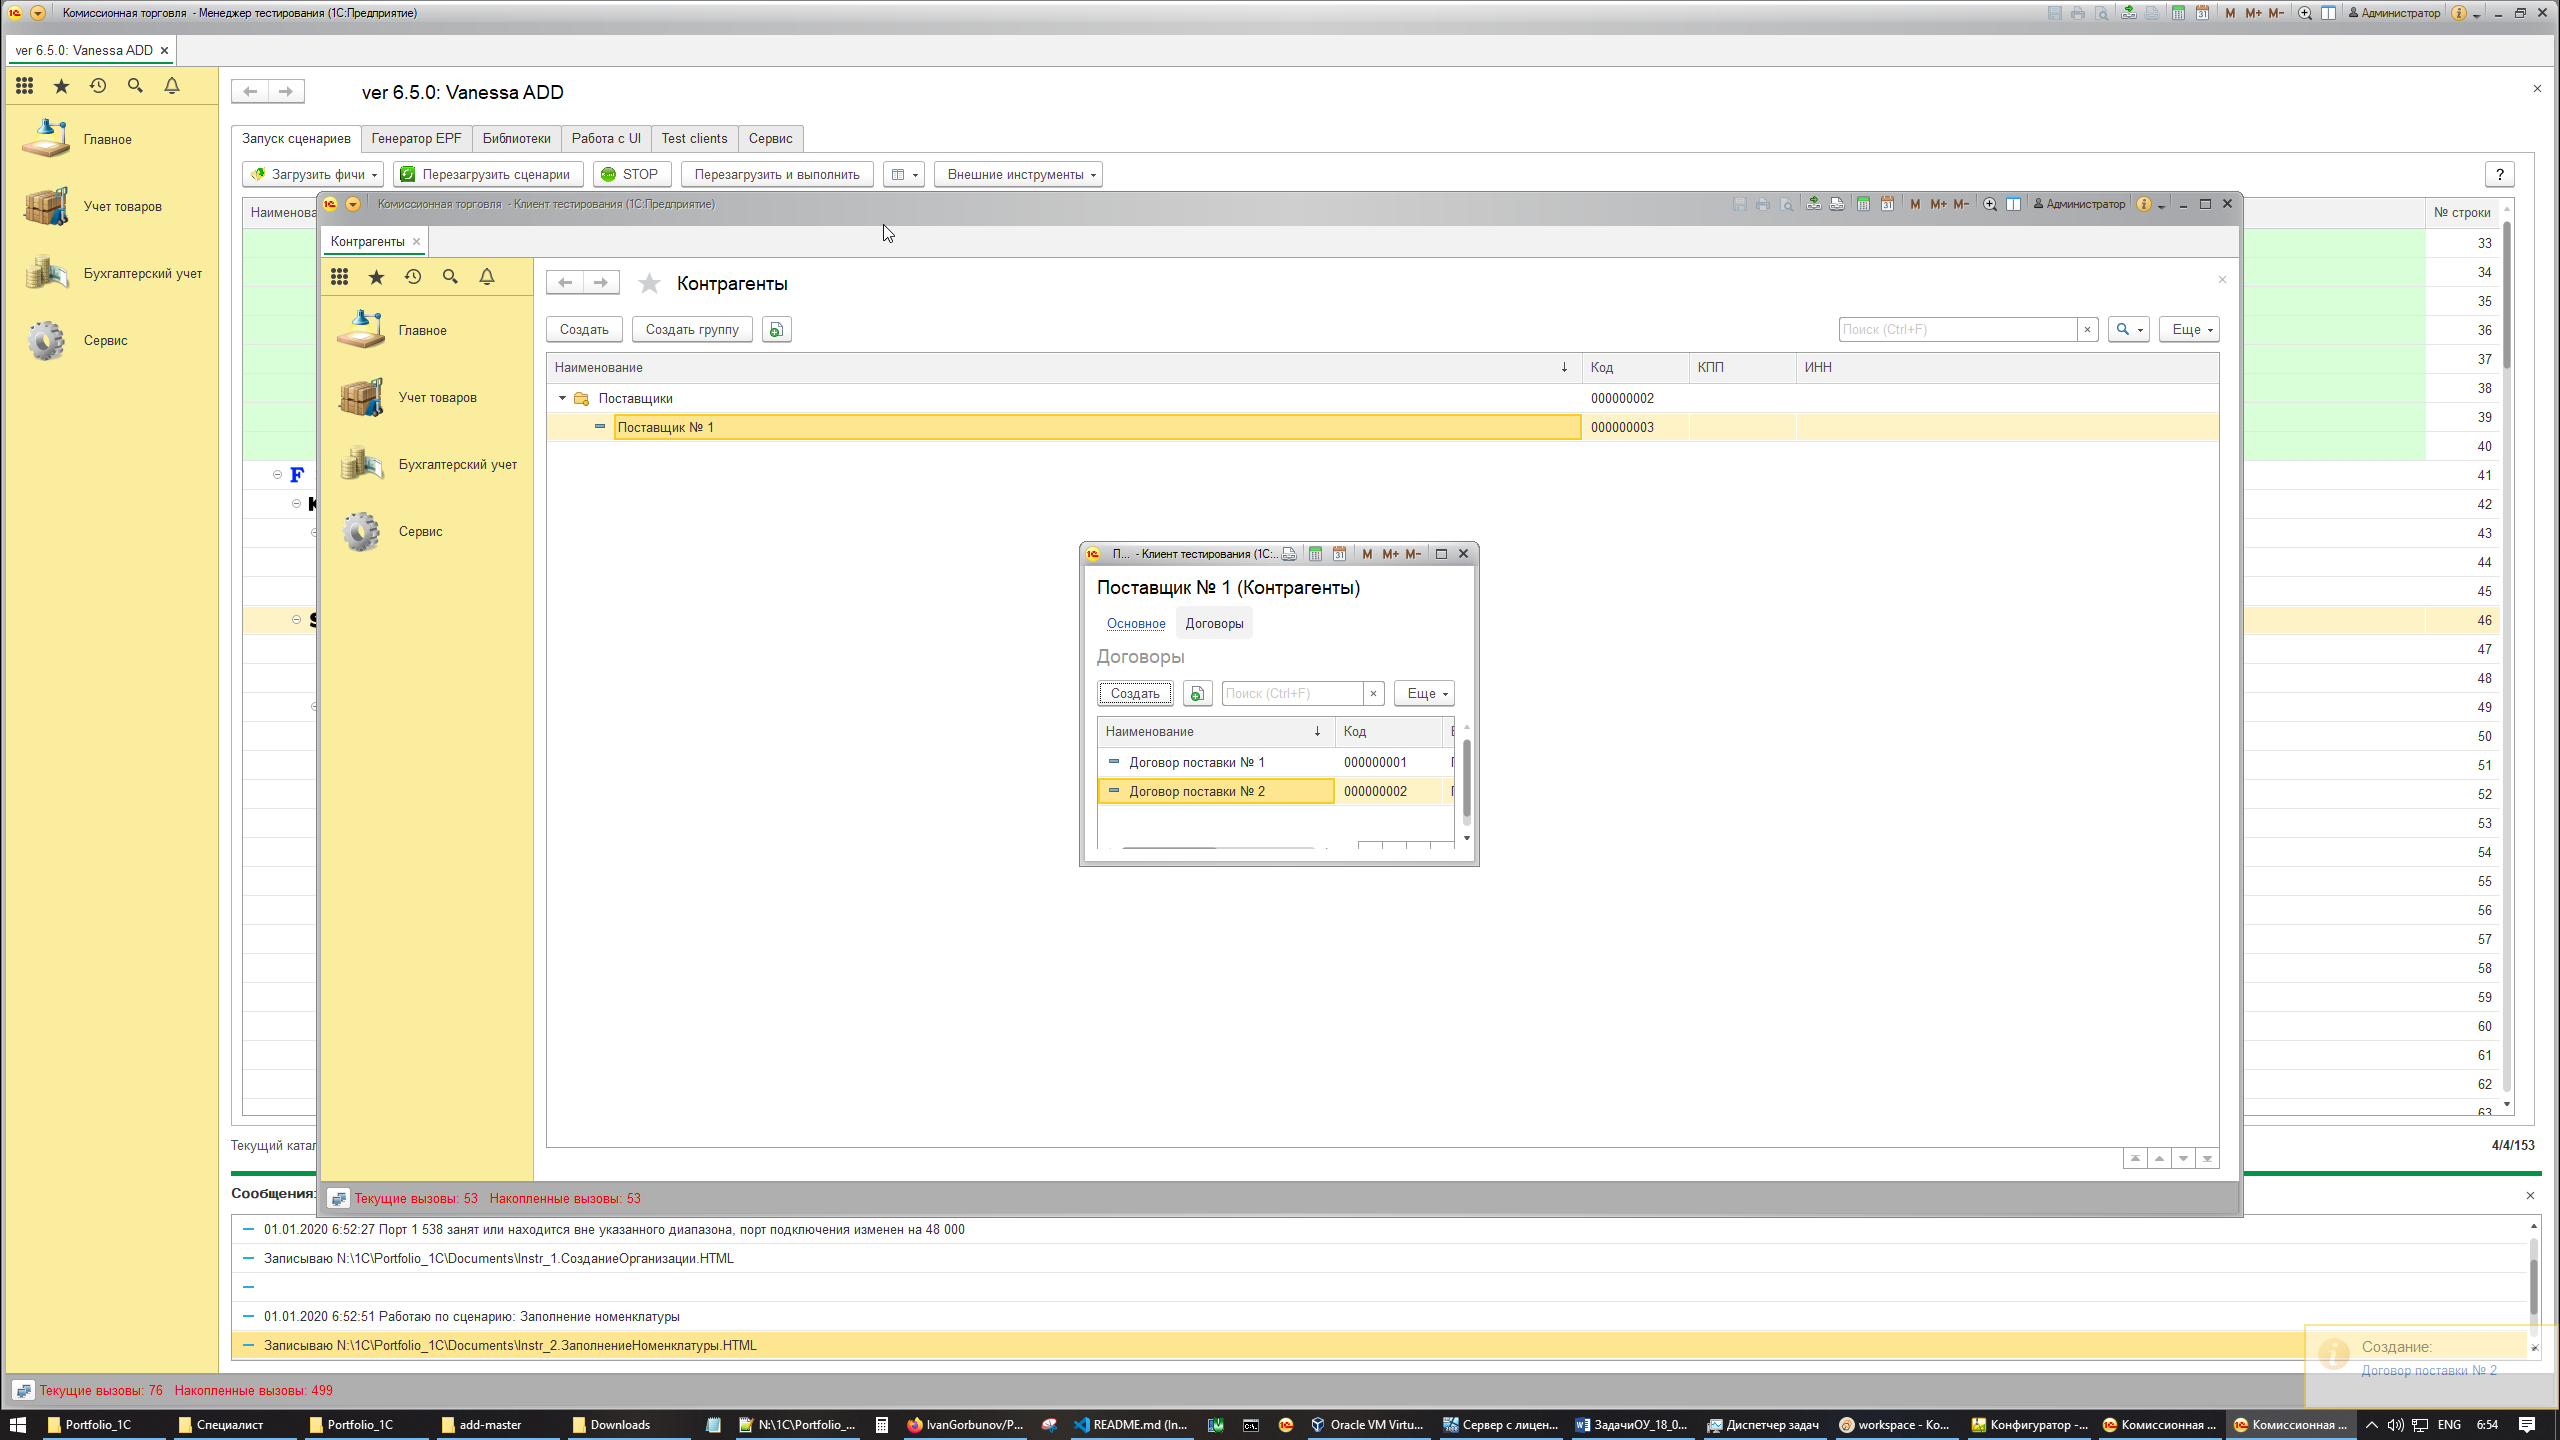 Комиссионная торговля - Менеджер тестирования (1С:Предприятие)
M M+ M- Администратор
ver 6.5.0: Vanessa ADD
ver 6.5.0: Vanessa ADD
Главное
Учет товаров
Бухгалтерский учет
Сервис
Запуск сценариев Генератор EPF Библиотеки Работа с UI Test clients Сервис
Загрузить фичи Перезагрузить сценарии STOP Перезагрузить и выполнить Внешние инструменты ?
№ строки
33
34
35
36
37
38
39
40
41
42
43
44
45
46
47
48
49
50
51
52
53
54
55
56
57
58
59
60
61
62
63
Комиссионная торговля - Клиент тестирования (1С:Предприятие)
M M+ M- Администратор
Контрагенты
Главное
Учет товаров
Бухгалтерский учет
Сервис
Контрагенты
Создать Создать группу Поиск (Ctrl+F) × Еще
Наименование Код КПП ИНН
Поставщики 000000002
Поставщик № 1 000000003
П... - Клиент тестирования (1С:... M M+ M-
Поставщик № 1 (Контрагенты)
Основное Договоры
Договоры
Создать Поиск (Ctrl+F) × Еще
Наименование Код
Договор поставки № 1 000000001
Договор поставки № 2 000000002
Текущие вызовы: 53 Накопленные вызовы: 53
4/4/153
01.01.2020 6:52:27 Порт 1 538 занят или находится вне указанного диапазона, порт подключения изменен на 48 000
Записываю N:\1C\Portfolio_1C\Documents\Instr_1.СозданиеОрганизации.HTML
01.01.2020 6:52:51 Работаю по сценарию: Заполнение номенклатуры
Записываю N:\1C\Portfolio_1C\Documents\Instr_2.ЗаполнениеНоменклатуры.HTML
Сообщения:
Создание:
Договор поставки № 2
Текущие вызовы: 76 Накопленные вызовы: 499
Portfolio_1C Специалист Portfolio_1C add-master Downloads N:\1C\Portfolio_... IvanGorbunov/P... README.md (In... Oracle VM Virtu... Сервер с лицен... ЗадачиОУ_18_0... Диспетчер задач workspace - Ко... Конфигуратор -... Комиссионная ... Комиссионная ... ENG 6:54